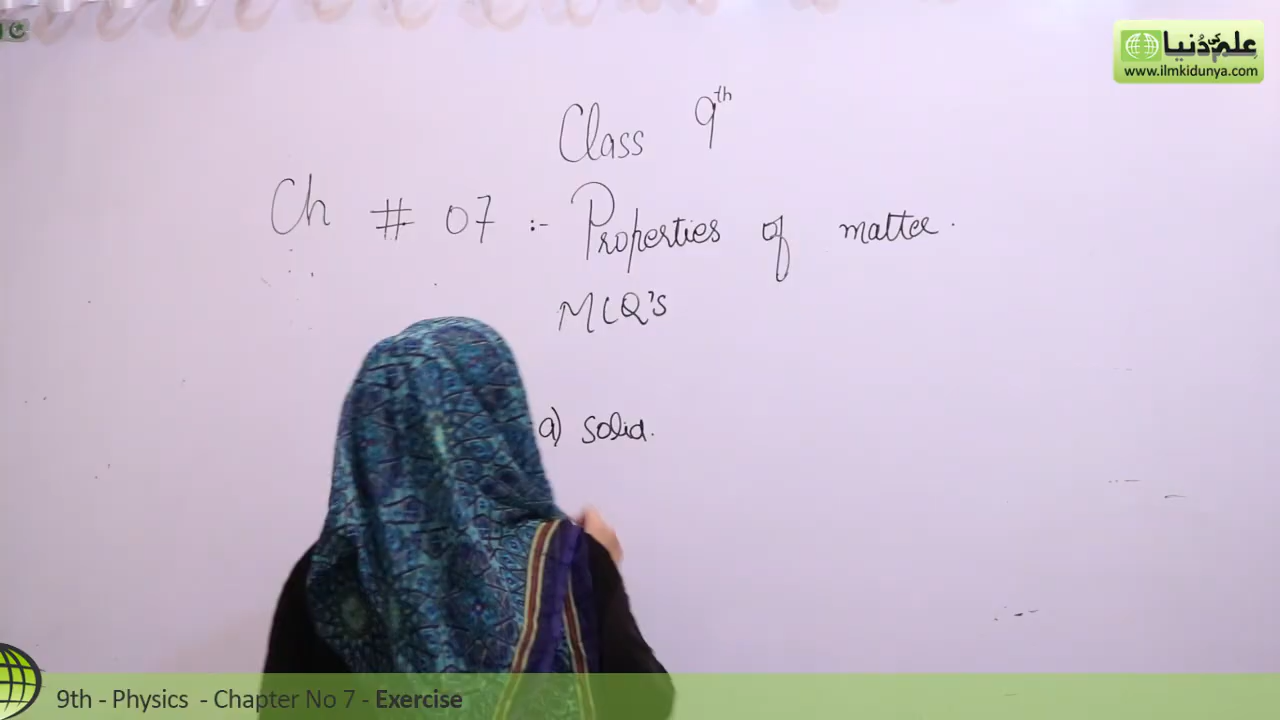 علم کی دنیا
www.ilmkidunya.com
Class 9th
Ch # 07 :- Properties of matter.
MCQ's
a) solid.
9th - Physics - Chapter No 7 - Exercise